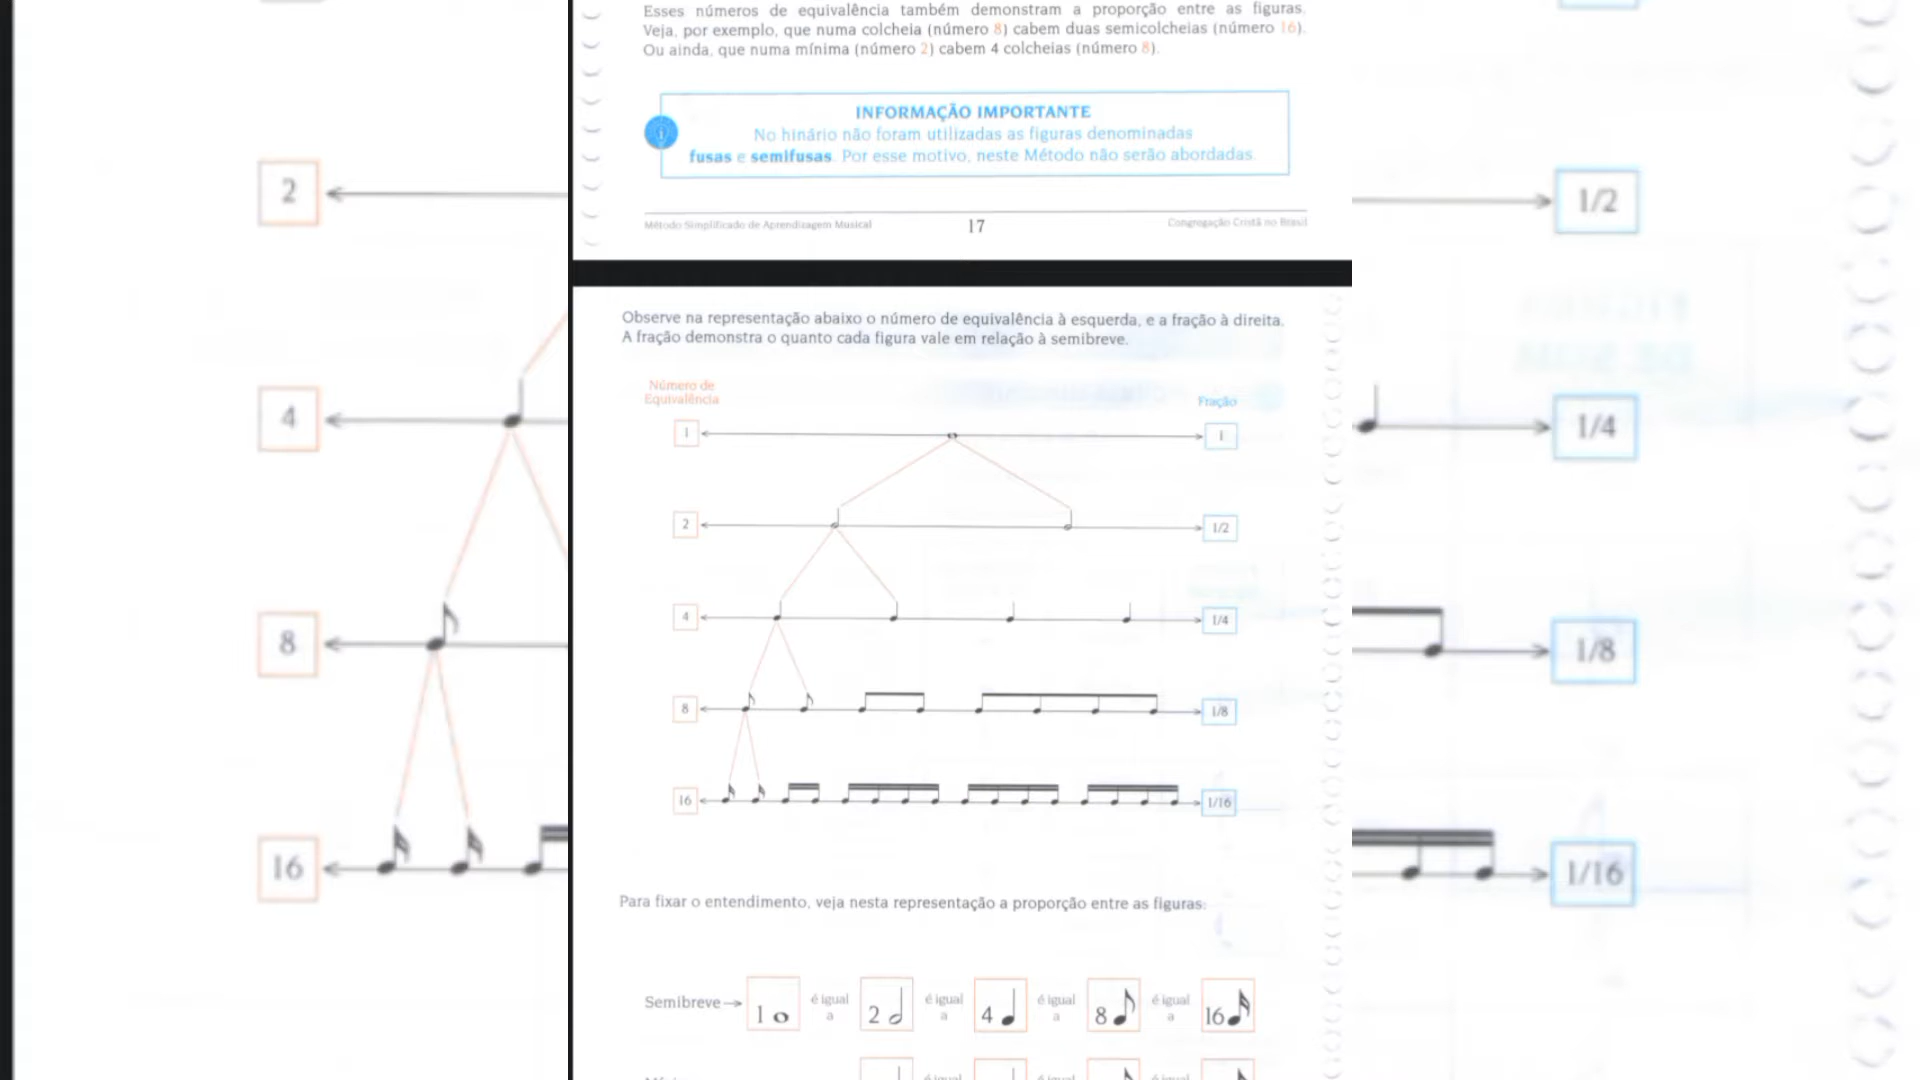 Esses números de equivalência também demonstram a proporção entre as figuras.
Veja, por exemplo, que numa colcheia (número 8) cabem duas semicolcheias (número 16).
Ou ainda, que numa mínima (número 2) cabem 4 colcheias (número 8).
INFORMAÇÃO IMPORTANTE
No hinário não foram utilizadas as figuras denominadas
fusas e semifusas. Por esse motivo, neste Método não serão abordadas.
Método Simplificado de Aprendizagem Musical 17 Congregação Cristã no Brasil
Observe na representação abaixo o número de equivalência à esquerda, e a fração à direita.
A fração demonstra o quanto cada figura vale em relação à semibreve.
Número de
Equivalência
Fração
1 1
2 1/2
4 1/4
8 1/8
16 1/16
Para fixar o entendimento, veja nesta representação a proporção entre as figuras:
Semibreve 1 é igual a 2 é igual a 4 é igual a 8 é igual a 16
2 1/2
4 1/4
8 1/8
16 1/16